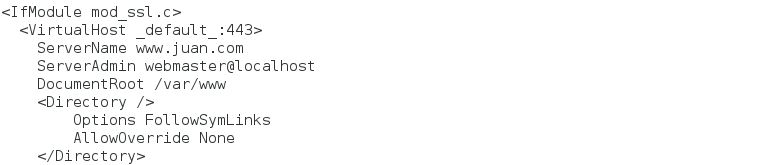 <IfModule mod_ssl.c>
<VirtualHost _default_:443>
ServerName www.juan.com
ServerAdmin webmaster@localhost
DocumentRoot /var/www
<Directory />
Options FollowSymLinks
AllowOverride None
</Directory>